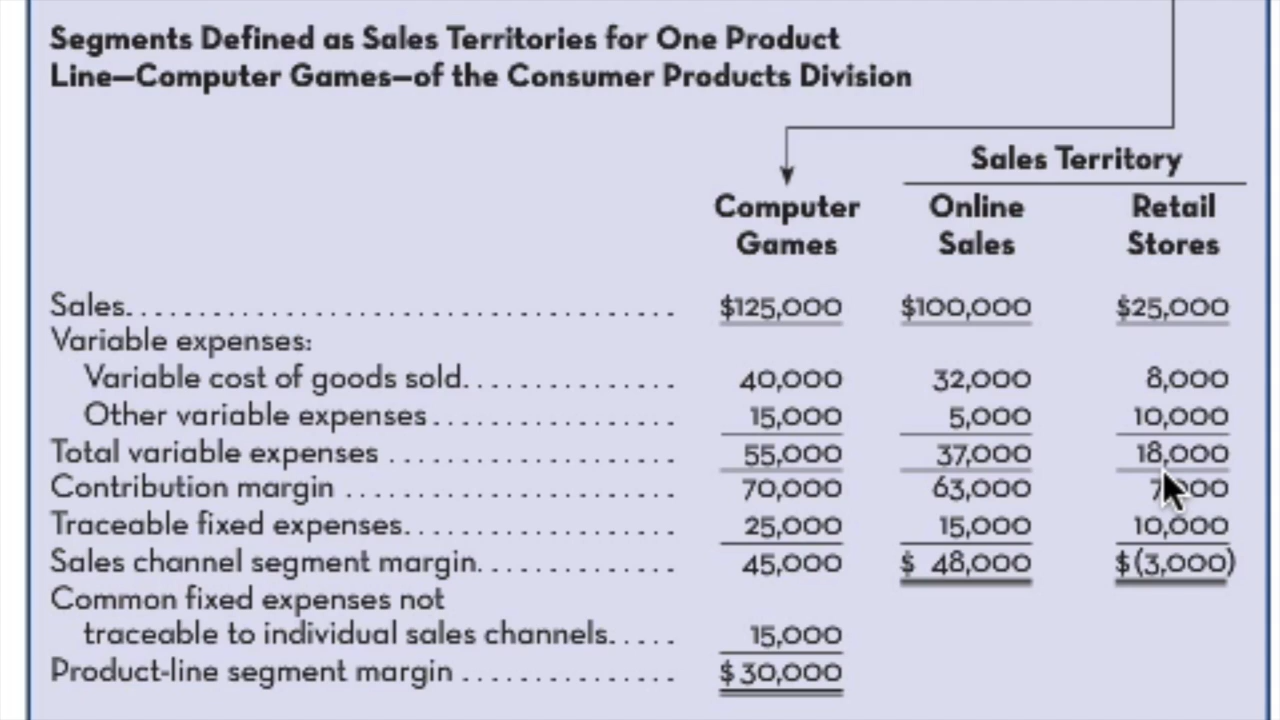 Segments Defined as Sales Territories for One Product
Line—Computer Games—of the Consumer Products Division
Sales Territory
Computer Games Online Sales Retail Stores
Sales. . . . . . . . . . . . . . . . . . . . . . . . . . . . . . . . . . . . . . $125,000 $100,000 $25,000
Variable expenses:
Variable cost of goods sold. . . . . . . . . . . . . . . 40,000 32,000 8,000
Other variable expenses . . . . . . . . . . . . . . . . . 15,000 5,000 10,000
Total variable expenses . . . . . . . . . . . . . . . . . . . . 55,000 37,000 18,000
Contribution margin . . . . . . . . . . . . . . . . . . . . . . . 70,000 63,000
Traceable fixed expenses. . . . . . . . . . . . . . . . . . . 25,000 15,000 10,000
Sales channel segment margin. . . . . . . . . . . . . . 45,000 $ 48,000 $(3,000)
Common fixed expenses not
traceable to individual sales channels. . . . . 15,000
Product-line segment margin . . . . . . . . . . . . . . . $ 30,000